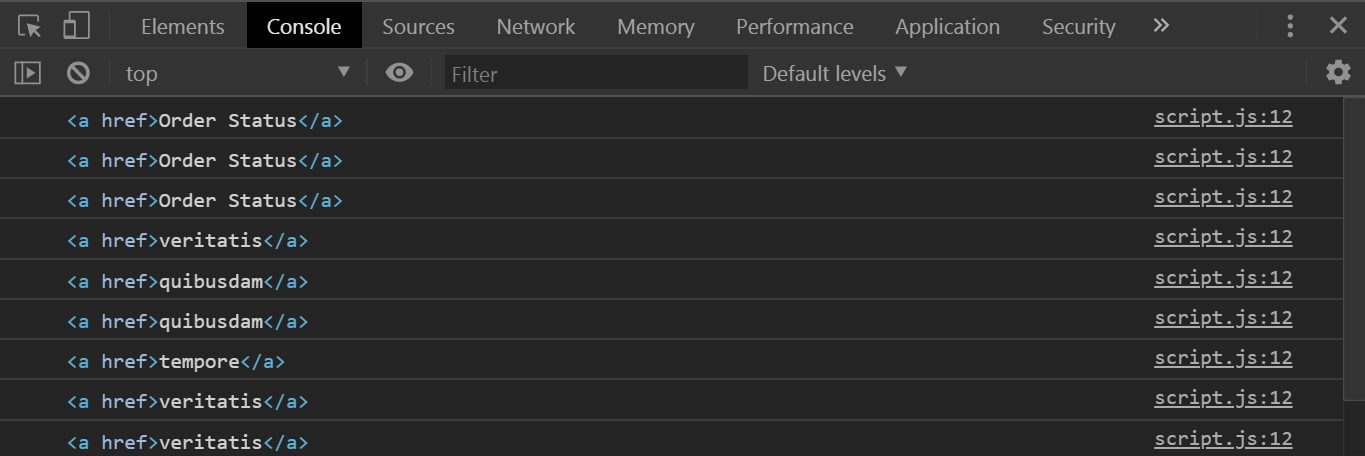 Elements Console Sources Network Memory Performance Application Security »
top Filter Default levels
<a href>Order Status</a> script.js:12
<a href>Order Status</a> script.js:12
<a href>Order Status</a> script.js:12
<a href>veritatis</a> script.js:12
<a href>quibusdam</a> script.js:12
<a href>quibusdam</a> script.js:12
<a href>tempore</a> script.js:12
<a href>veritatis</a> script.js:12
<a href>veritatis</a> script.js:12